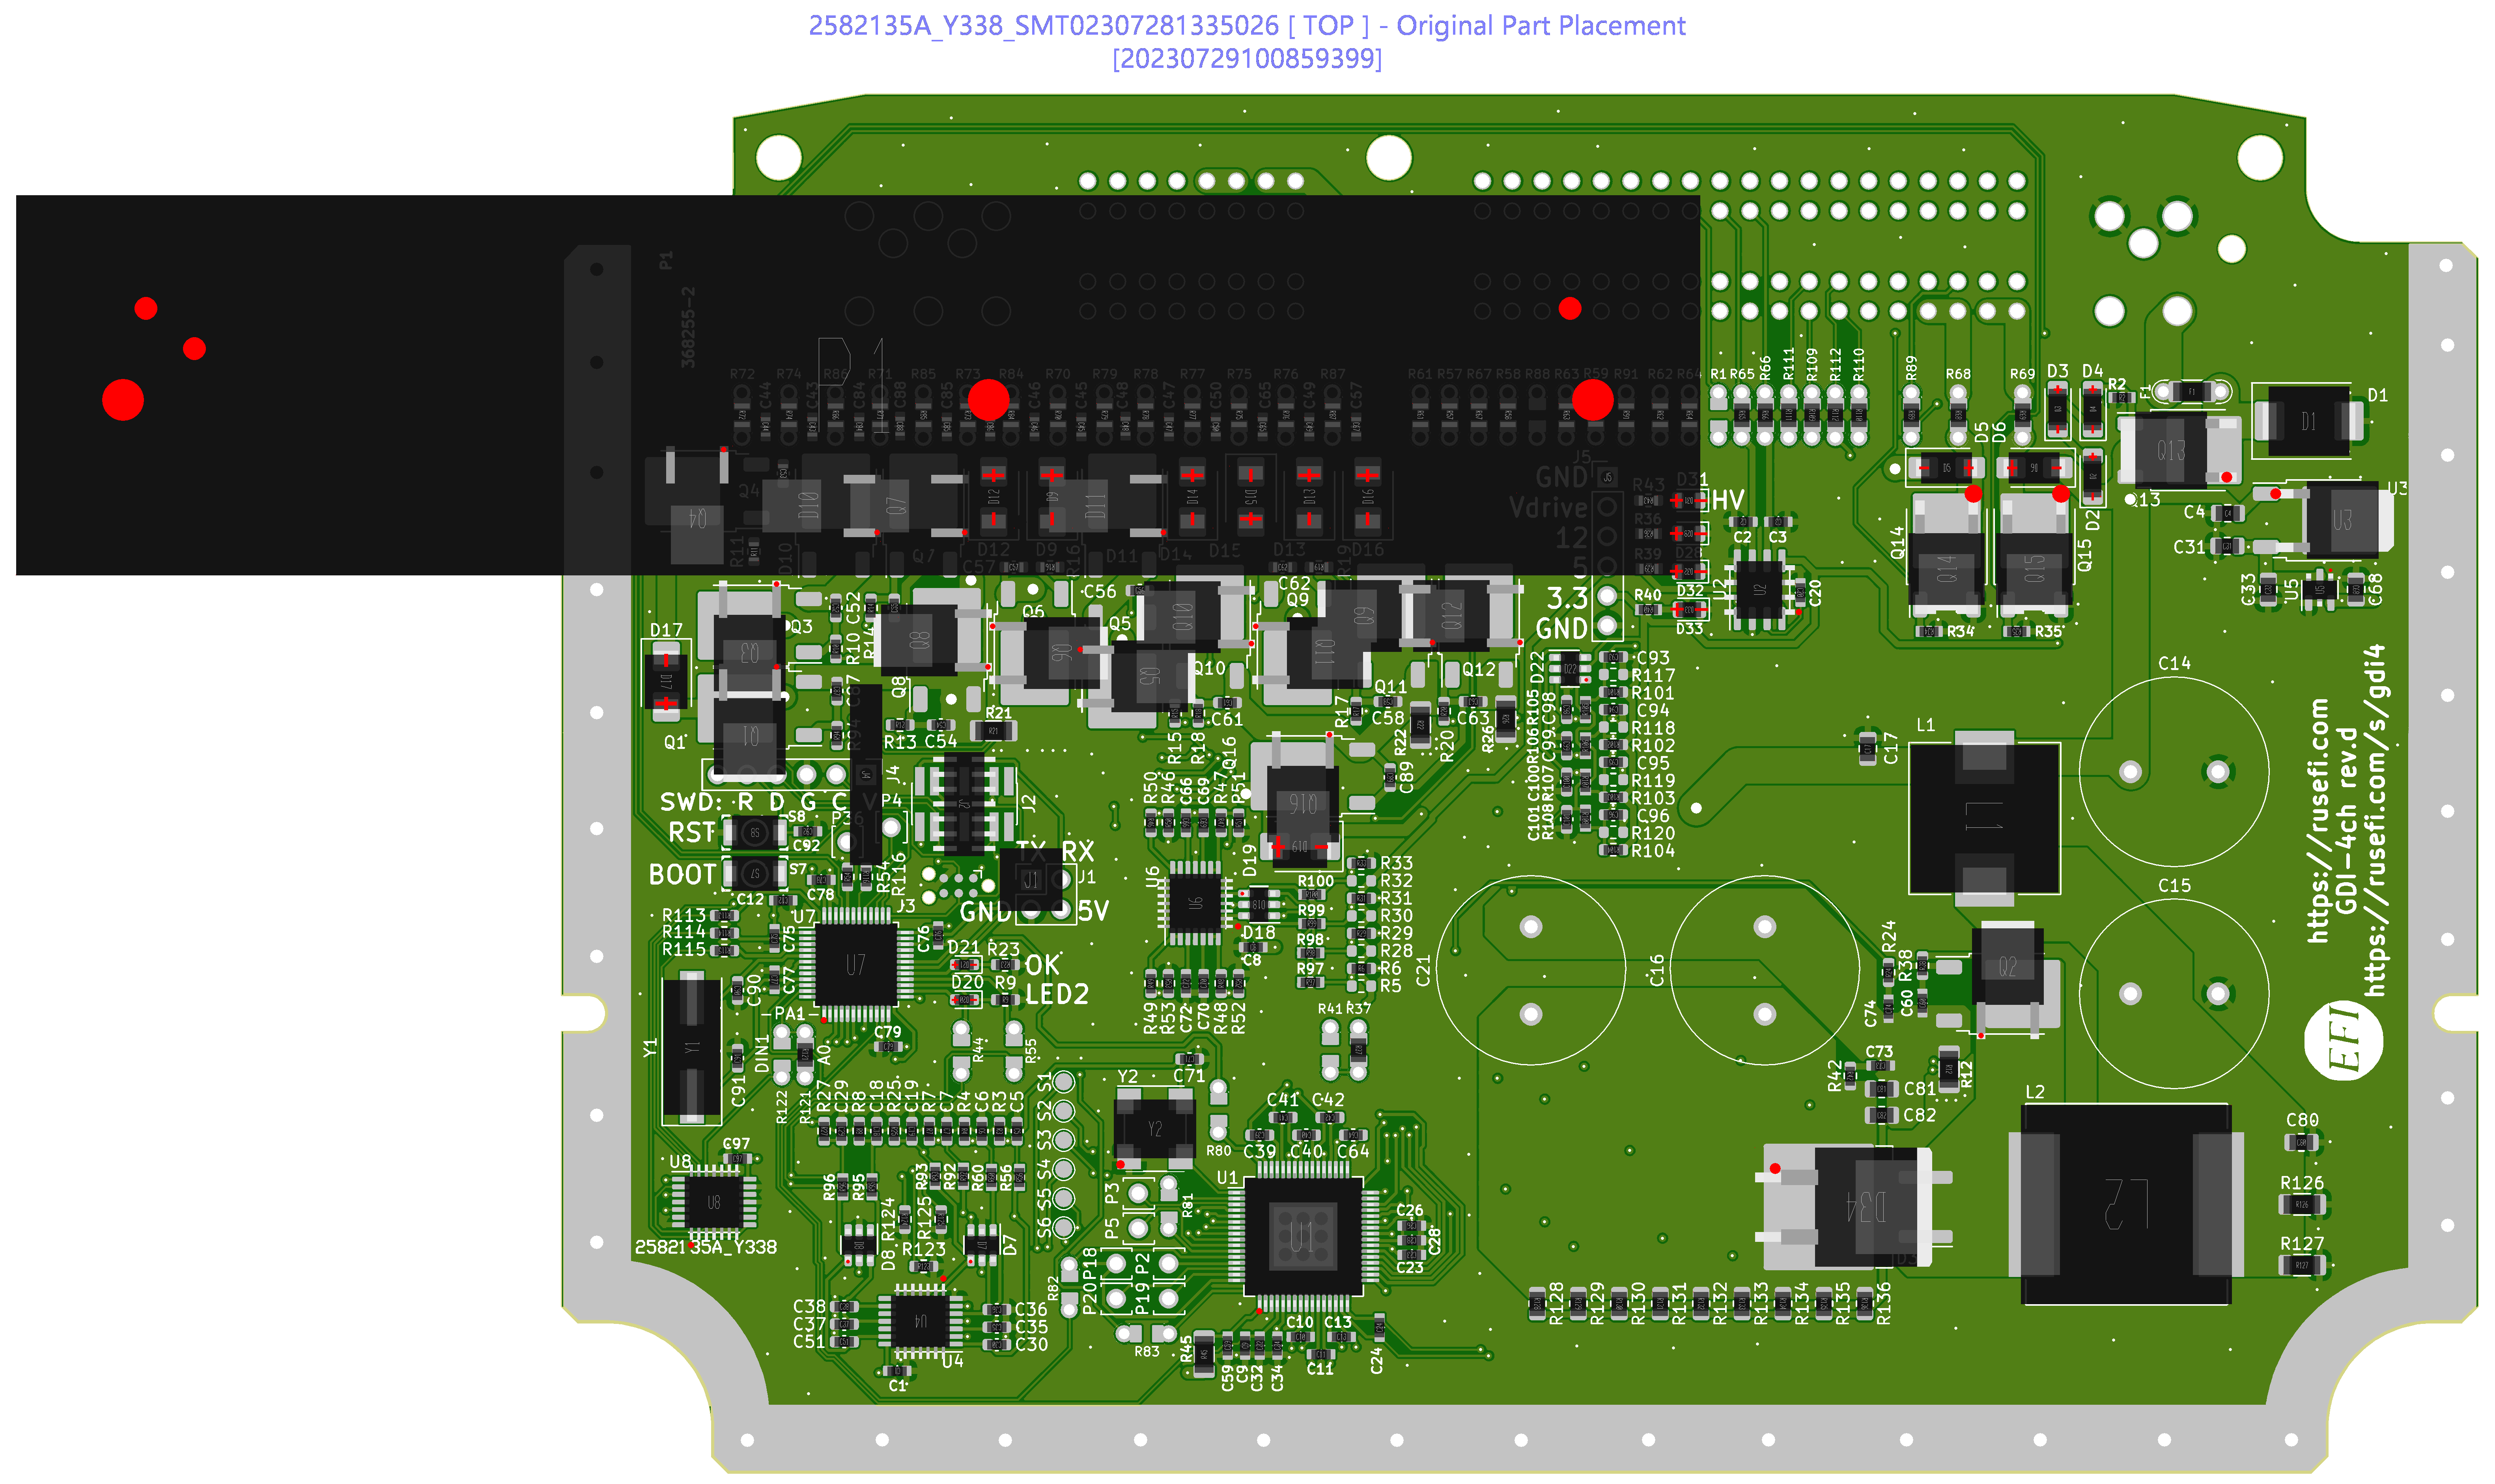 2582135A_Y338_SMT02307281335026 [ TOP ] - Original Part Placement
[20230729100859399]
P1
368255-2
R72 R74 R86 R71 R85 R73 R84 R70 R79 R78 R77 R75 R76 R87 R61 R57 R67 R58 R88 R63 R59 R91 R62 R64
C44 C43 C84 C88 C85 C46 C45 C48 C47 C50 C65 C49 C67
R1 R65 R66 R111 R109 R112 R110 R89 R68 R69 D3 D4 R2 F1 D1
D5 D6 Q13 U3
J5
GND
Vdrive
12
5
3.3
GND
R43 D31 HV
R36
R39 D28
R40 D32
D33
Q4 R11 D10 Q7 C57 D12 D9 R16 D11 D14 D15 D13 D16 R19
C2 C3 U2 C20 Q14 Q15 D2 C4 C31 C33 U5 C68
R34 R35
D17 Q3 C52 R10 R14 Q8 Q6 C56 Q5 Q10 C62 Q9 Q11 Q12
Q1 C87 R94 R13 C54 R21 R15 R18 C61 Q16 R17 C58 R22 R20 C63 R26 C89
D22 C93
R117
R101
C94
R118
R102
C95
R119
R103
C96
R120
R104
R105 C98
R106 C99
C100 R107
C101 R108
C14
L1 C17
C15
https://rusefi.com
GDI-4ch rev.d
https://rusefi.com/s/gdi4
EFI
SWD: R D G C V
J4 P4 J2
RST S8 C92
BOOT S7 C78
R54 R116
TX RX
J1
GND 5V
J3
C12 U7 C76
R113
R114
R115
C75 C77
R50 R46 C66 C69 R47 R51
U6 D19 D18 C8
R100
R99
R98
R97
R33
R32
R31
R30
R29
R28
R6
R5
C21 C16
R49 R53 C72 C70 R48 R52
D21 R23 OK
D20 R9 LED2
C90 -PA1- C79
Y1 C91 DIN1 A0
R122 R121
R44 R55 R41 R37
R24 R38 C74 C60 Q2
R42 C73 C81 C82 R12
R27 C29 R8 C18 R25 C19 R7 C7 R4 C6 R3 C5
S1
S2
S3
S4
S5
S6
Y2 C71 R80 C41 C42
C39 C40 C64
U8 C97
2582135A_Y338
R96 R95 R93 R92 R60 R56
R124 R125 D8 D7 R123
P3 R81
P5
P18 P2
P20 P19
R82 R83
U1
C26
C28
C23
C38
C37
C51
C36
C35
C30
U4 C1
R45 C59 C9 C32 C34 C10 C13 C11 C24
R128 R129 R130 R131 R132 R133 R134 R135 R136
D34 L2
C80
R126
R127